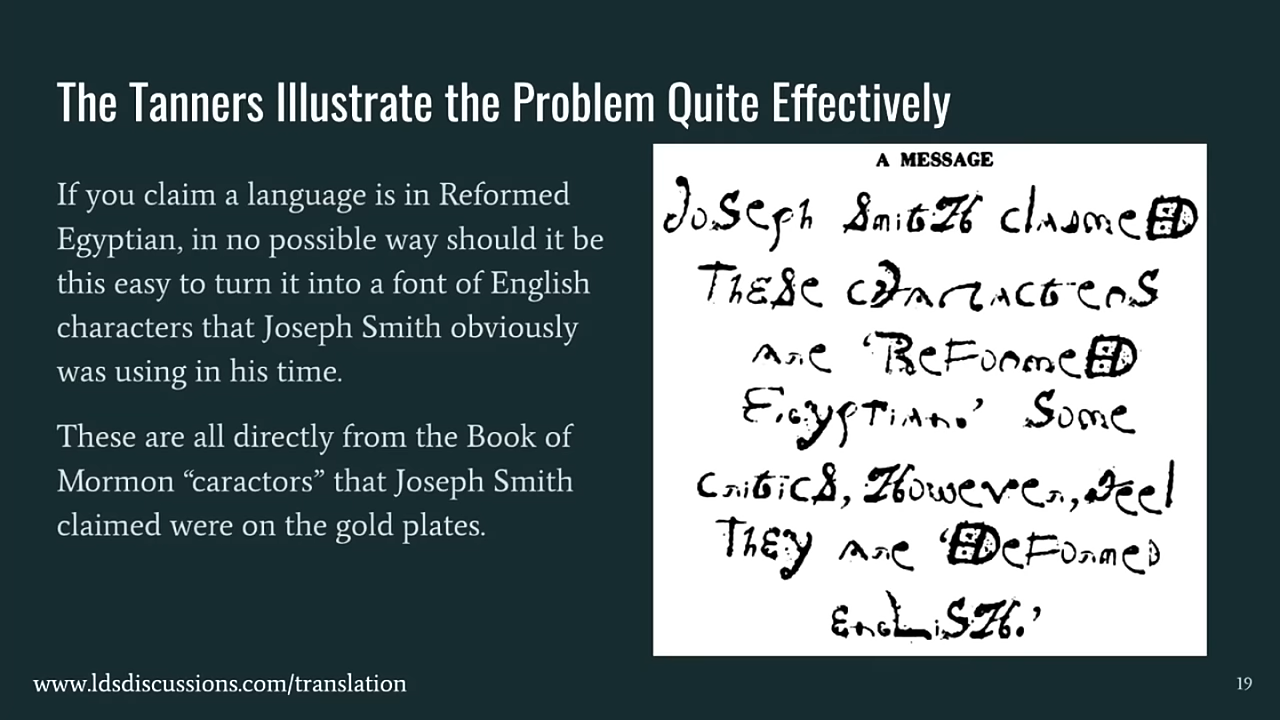 The Tanners Illustrate the Problem Quite Effectively
If you claim a language is in Reformed
Egyptian, in no possible way should it be
this easy to turn it into a font of English
characters that Joseph Smith obviously
was using in his time.
These are all directly from the Book of
Mormon “caractors” that Joseph Smith
claimed were on the gold plates.
A MESSAGE
Joseph Smith claimed
These characters
are ‘Reformed
Egyptian.’ Some
critics, However, feel
They are ‘Deformed
English.’
www.ldsdiscussions.com/translation
19